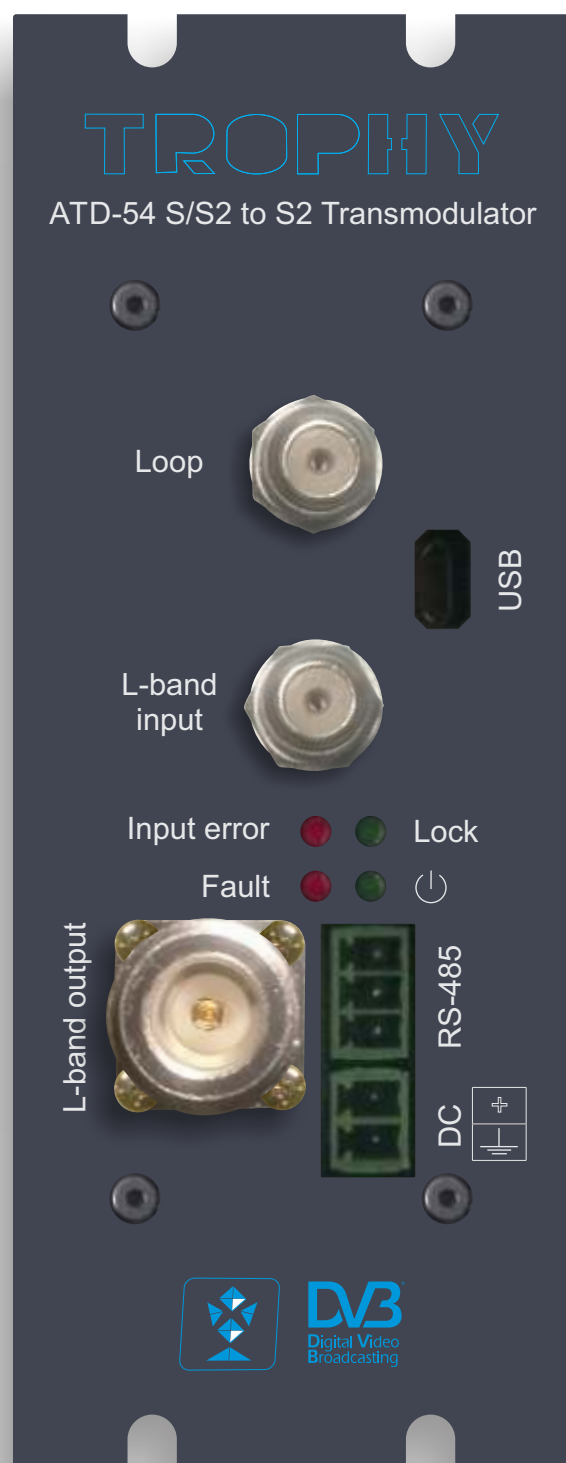 TROPHY
ATD-54 S/S2 to S2 Transmodulator
Loop
USB
L-band
input
Input error
Lock
Fault
L-band output
RS-485
DC
DVB
Digital Video
Broadcasting